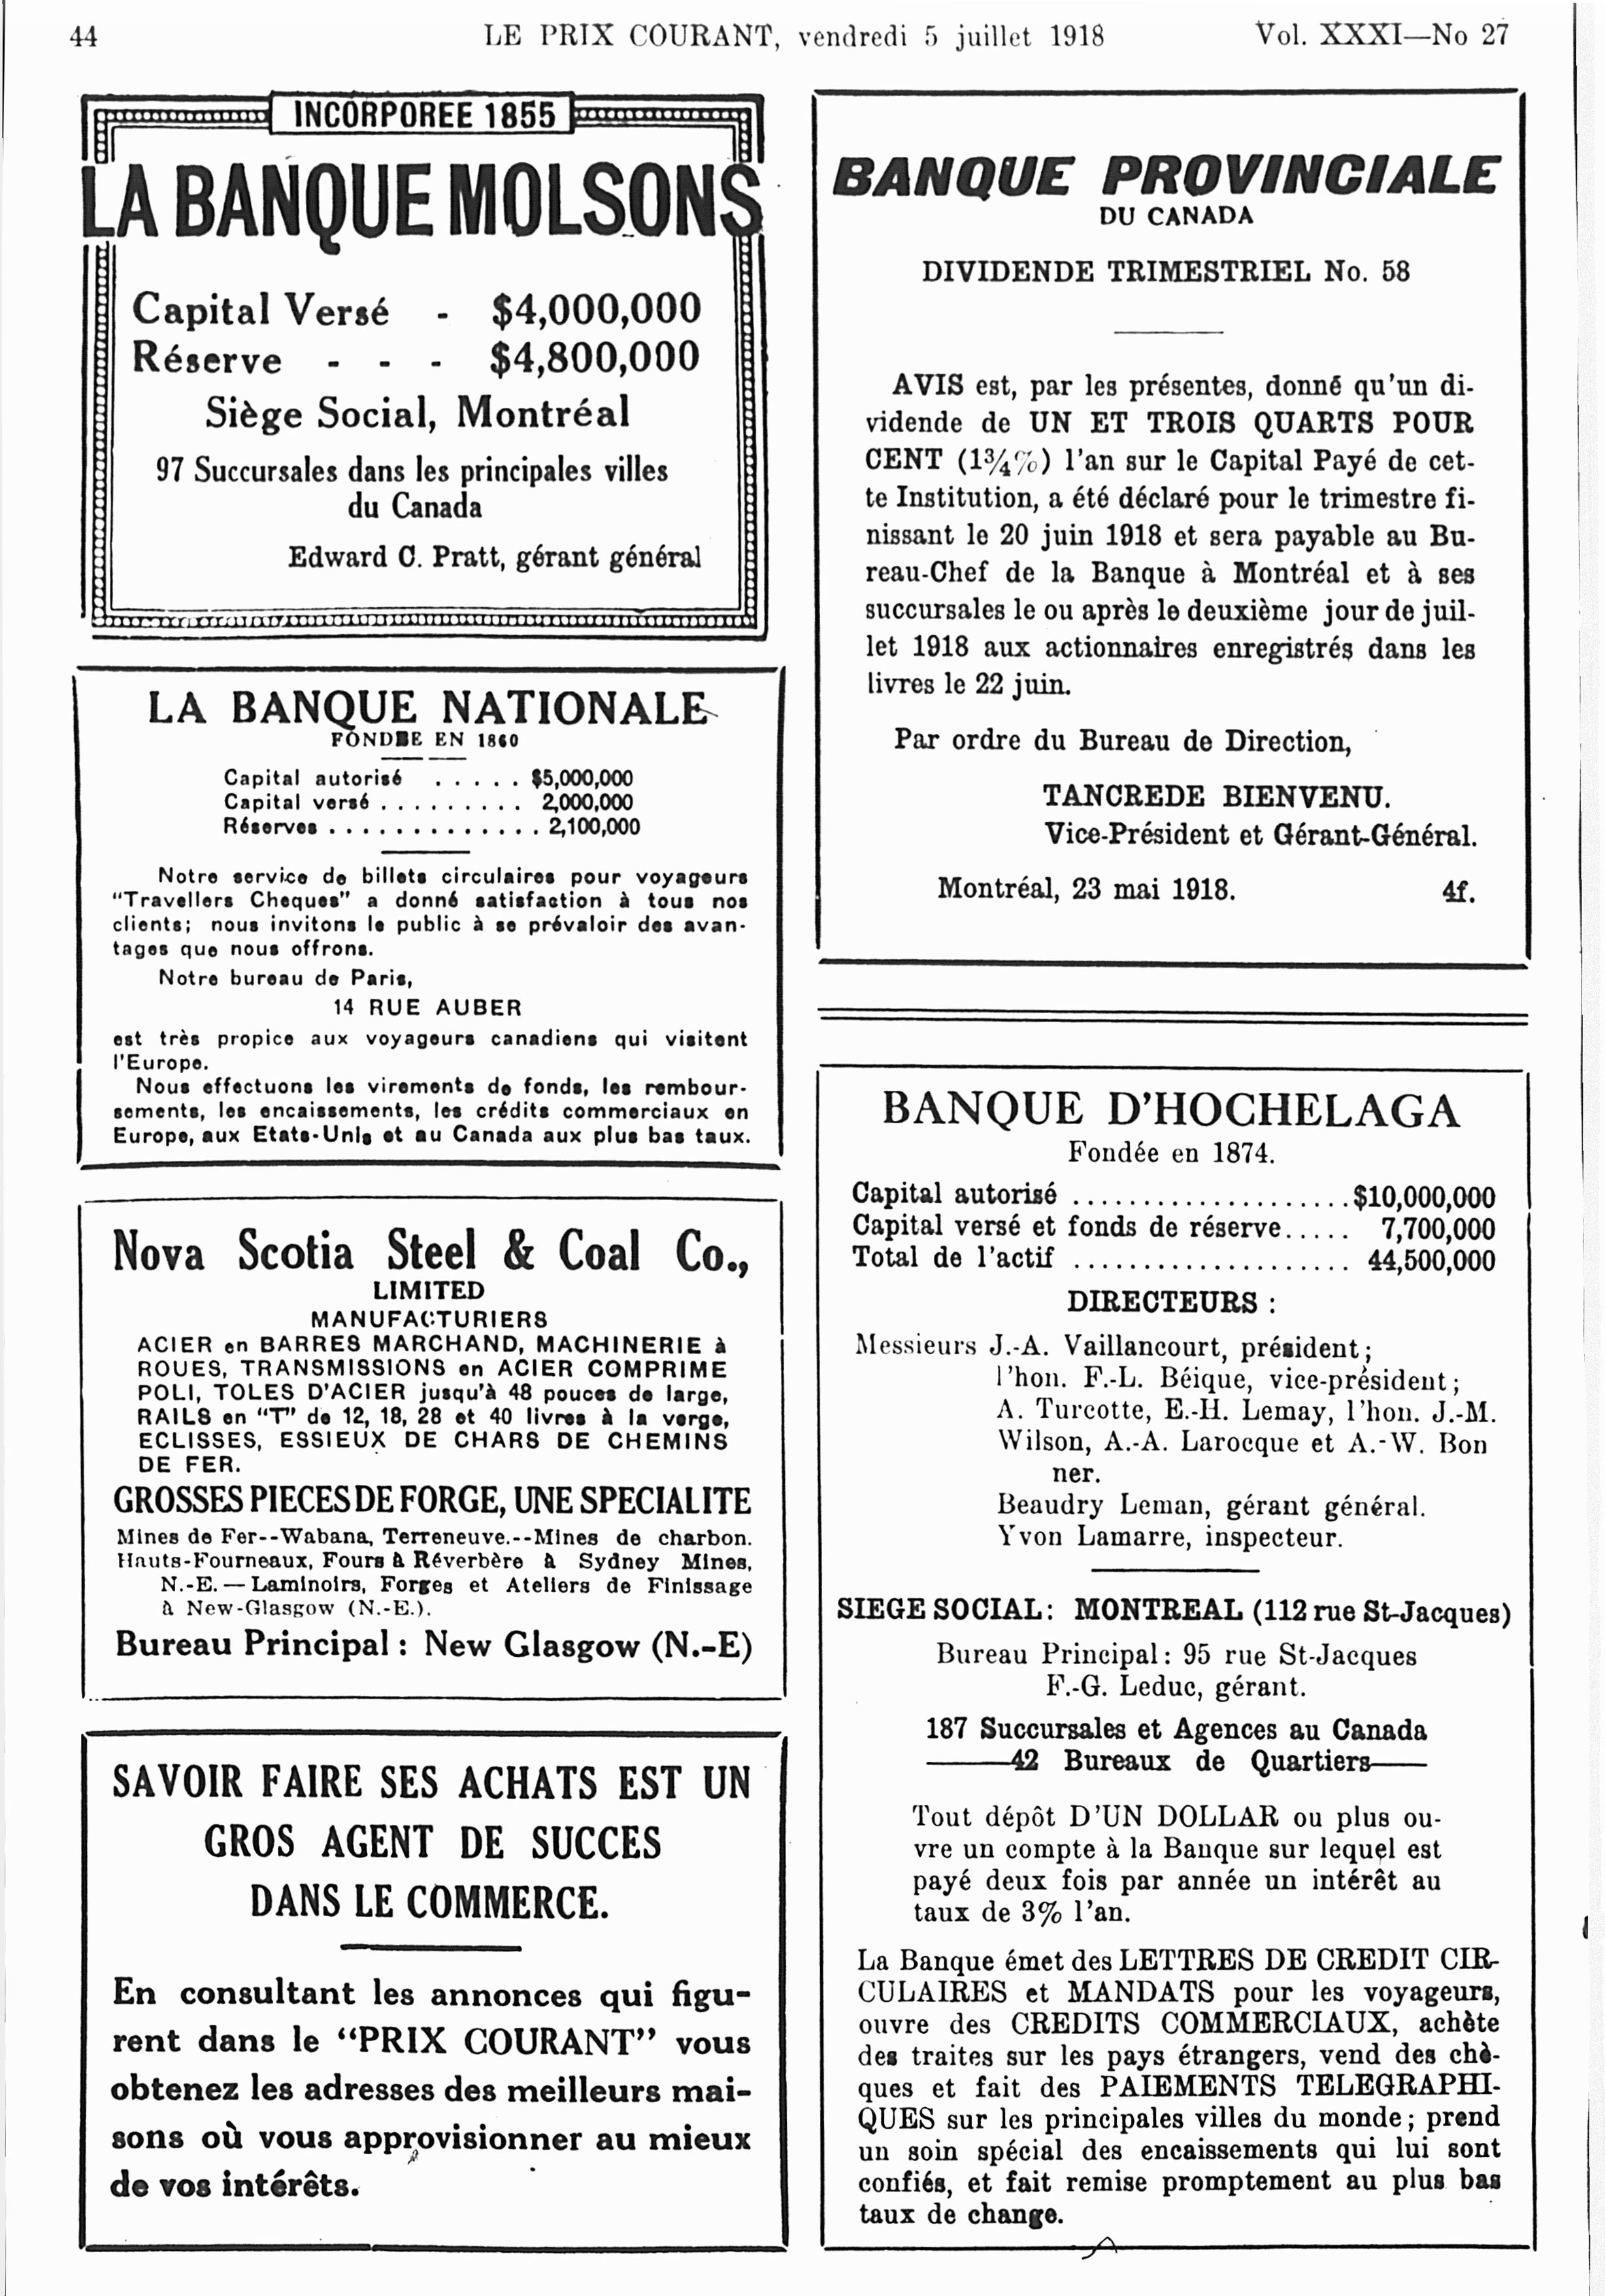 44
LE PRIX COURANT, vendredi 5 juillet 1918
Vol. XXXI—No 27
INCORPOREE 1855
LA BANQUE MOLSONS
Capital Versé - $4,000,000
Réserve - - - $4,800,000
Siège Social, Montréal
97 Succursales dans les principales villes
du Canada
Edward C. Pratt, gérant général
LA BANQUE NATIONALE
FONDEE EN 1860
Capital autorisé ..... $5,000,000
Capital versé ......... 2,000,000
Réserves ............. 2,100,000
Notre service de billets circulaires pour voyageurs
"Travellers Cheques" a donné satisfaction à tous nos
clients; nous invitons le public à se prévaloir des avan-
tages que nous offrons.
Notre bureau de Paris,
14 RUE AUBER
est très propice aux voyageurs canadiens qui visitent
l'Europe.
Nous effectuons les virements de fonds, les rembour-
sements, les encaissements, les crédits commerciaux en
Europe, aux Etats-Unis et au Canada aux plus bas taux.
Nova Scotia Steel & Coal Co.,
LIMITED
MANUFACTURIERS
ACIER en BARRES MARCHAND, MACHINERIE à
ROUES, TRANSMISSIONS en ACIER COMPRIME
POLI, TOLES D'ACIER jusqu'à 48 pouces de large,
RAILS en "T" de 12, 18, 28 et 40 livres à la verge,
ECLISSES, ESSIEUX DE CHARS DE CHEMINS
DE FER.
GROSSES PIECES DE FORGE, UNE SPECIALITE
Mines de Fer--Wabana, Terreneuve.--Mines de charbon.
Hauts-Fourneaux, Fours à Réverbère à Sydney Mines,
N.-E. — Laminoirs, Forges et Ateliers de Finissage
à New-Glasgow (N.-E.).
Bureau Principal : New Glasgow (N.-E)
SAVOIR FAIRE SES ACHATS EST UN
GROS AGENT DE SUCCES
DANS LE COMMERCE.
En consultant les annonces qui figu-
rent dans le "PRIX COURANT" vous
obtenez les adresses des meilleurs mai-
sons où vous approvisionner au mieux
de vos intérêts.
BANQUE PROVINCIALE
DU CANADA
DIVIDENDE TRIMESTRIEL No. 58
AVIS est, par les présentes, donné qu'un di-
vidende de UN ET TROIS QUARTS POUR
CENT (1¾%) l'an sur le Capital Payé de cet-
te Institution, a été déclaré pour le trimestre fi-
nissant le 20 juin 1918 et sera payable au Bu-
reau-Chef de la Banque à Montréal et à ses
succursales le ou après le deuxième jour de juil-
let 1918 aux actionnaires enregistrés dans les
livres le 22 juin.
Par ordre du Bureau de Direction,
TANCREDE BIENVENU.
Vice-Président et Gérant-Général.
Montréal, 23 mai 1918. 4f.
BANQUE D'HOCHELAGA
Fondée en 1874.
Capital autorisé ....................$10,000,000
Capital versé et fonds de réserve..... 7,700,000
Total de l'actif .................... 44,500,000
DIRECTEURS :
Messieurs J.-A. Vaillancourt, président;
l'hon. F.-L. Béique, vice-président;
A. Turcotte, E.-H. Lemay, l'hon. J.-M.
Wilson, A.-A. Larocque et A.-W. Bon
ner.
Beaudry Leman, gérant général.
Yvon Lamarre, inspecteur.
SIEGE SOCIAL: MONTREAL (112 rue St-Jacques)
Bureau Principal: 95 rue St-Jacques
F.-G. Leduc, gérant.
187 Succursales et Agences au Canada
——42 Bureaux de Quartiers——
Tout dépôt D'UN DOLLAR ou plus ou-
vre un compte à la Banque sur lequel est
payé deux fois par année un intérêt au
taux de 3% l'an.
La Banque émet des LETTRES DE CREDIT CIR-
CULAIRES et MANDATS pour les voyageurs,
ouvre des CREDITS COMMERCIAUX, achète
des traites sur les pays étrangers, vend des chè-
ques et fait des PAIEMENTS TELEGRAPHI-
QUES sur les principales villes du monde; prend
un soin spécial des encaissements qui lui sont
confiés, et fait remise promptement au plus bas
taux de change.